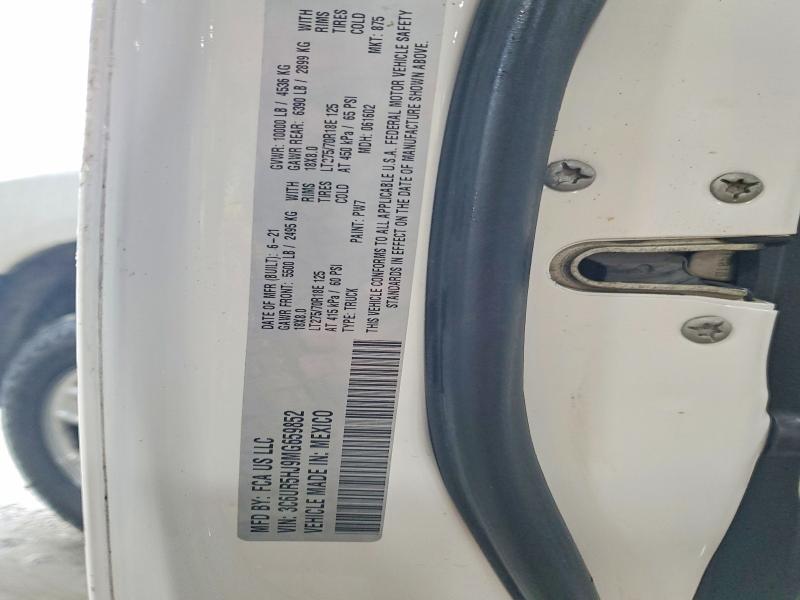 MFD BY: FCA US LLC
VIN: 3C6UR5HJ9MG659852
VEHICLE MADE IN: MEXICO
DATE OF MFR (BUILT): 6-21 GVWR: 10000 LB / 4536 KG
GAWR FRONT: 5500 LB / 2495 KG WITH GAWR REAR: 6390 LB / 2899 KG WITH
18X8.0 RIMS 18X8.0 RIMS
LT275/70R18E 125 TIRES LT275/70R18E 125 TIRES
AT 415 kPa / 60 PSI COLD AT 450 kPa / 65 PSI COLD
TYPE: TRUCK PAINT: PW7 MDH: 061602 MKT: 875
THIS VEHICLE CONFORMS TO ALL APPLICABLE U.S.A. FEDERAL MOTOR VEHICLE SAFETY
STANDARDS IN EFFECT ON THE DATE OF MANUFACTURE SHOWN ABOVE.